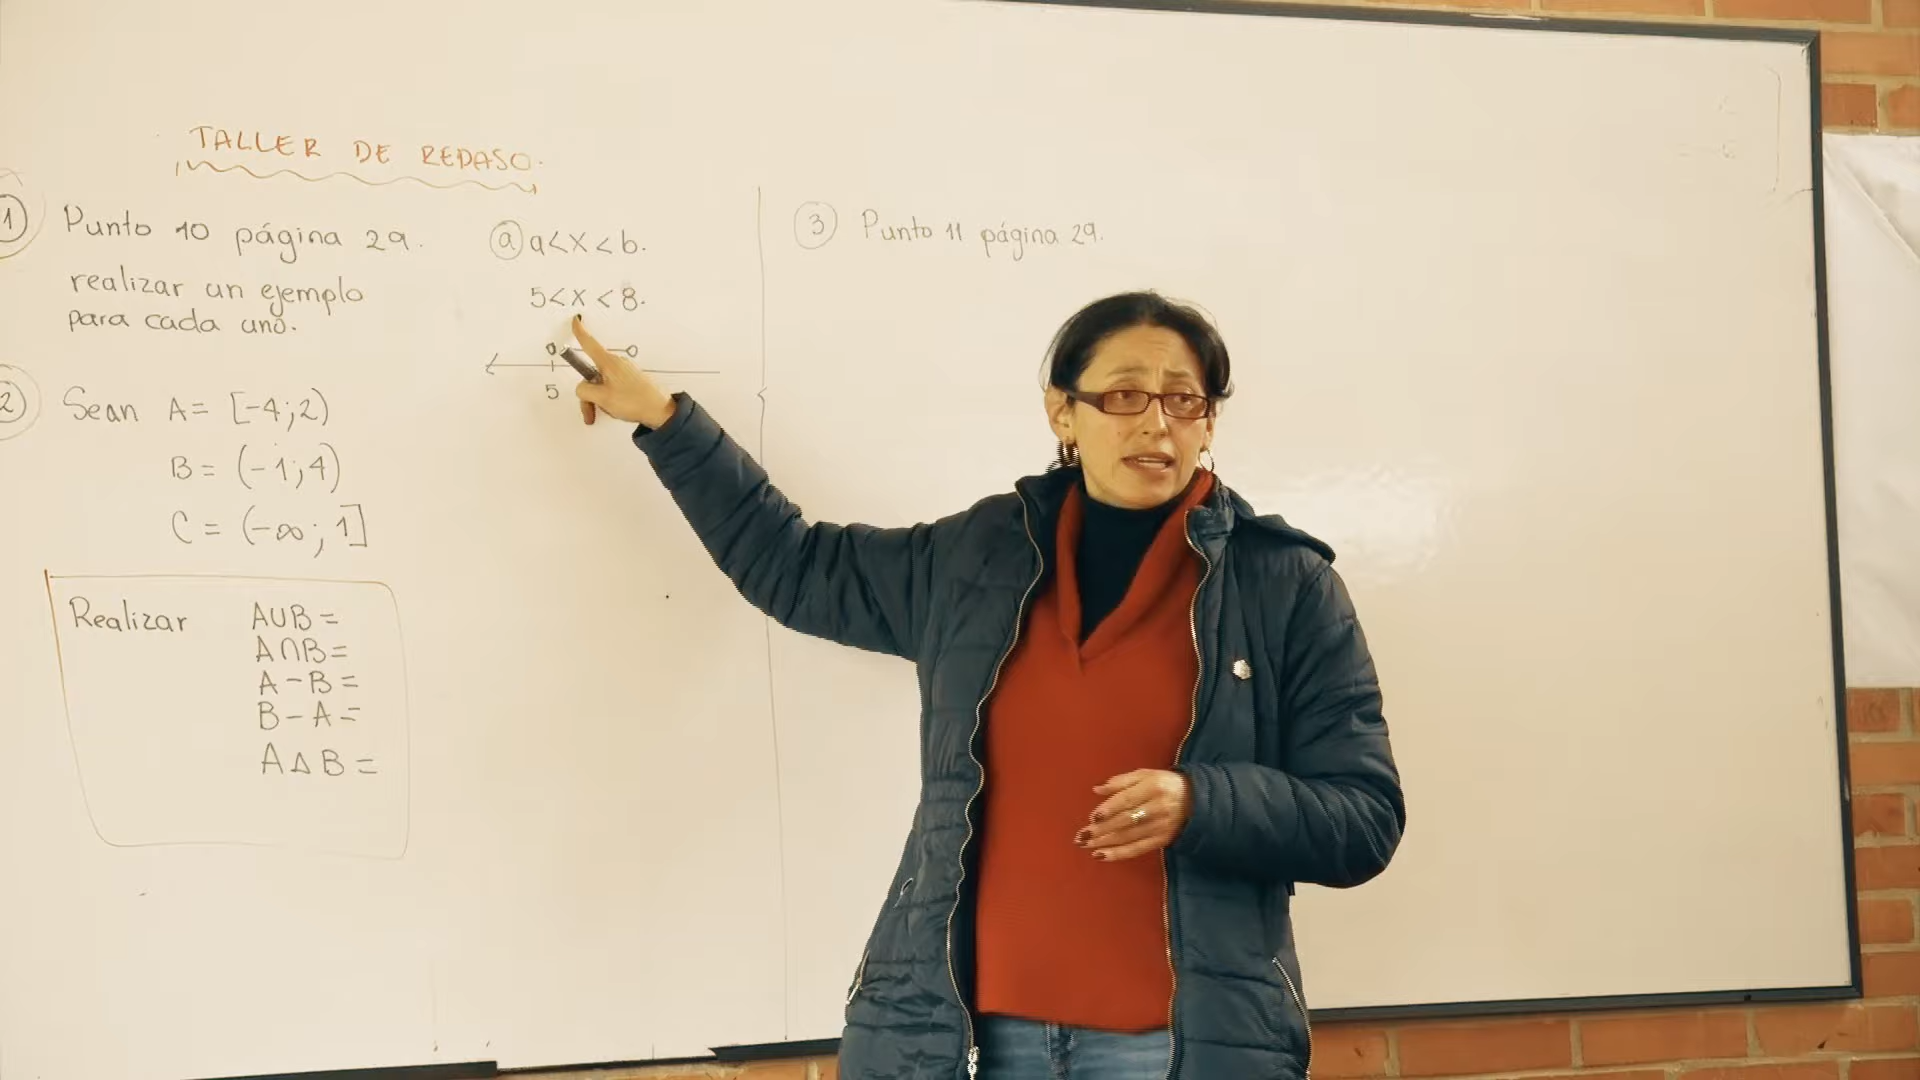 TALLER DE REPASO.
1 Punto 10 página 29.
realizar un ejemplo
para cada uno.
a a<x<b.
5<x<8.
5
2 Sean A= [-4;2)
B= (-1;4)
C = (-∞; 1]
Realizar A∪B=
A∩B=
A-B=
B-A=
A△B=
3 Punto 11 página 29.